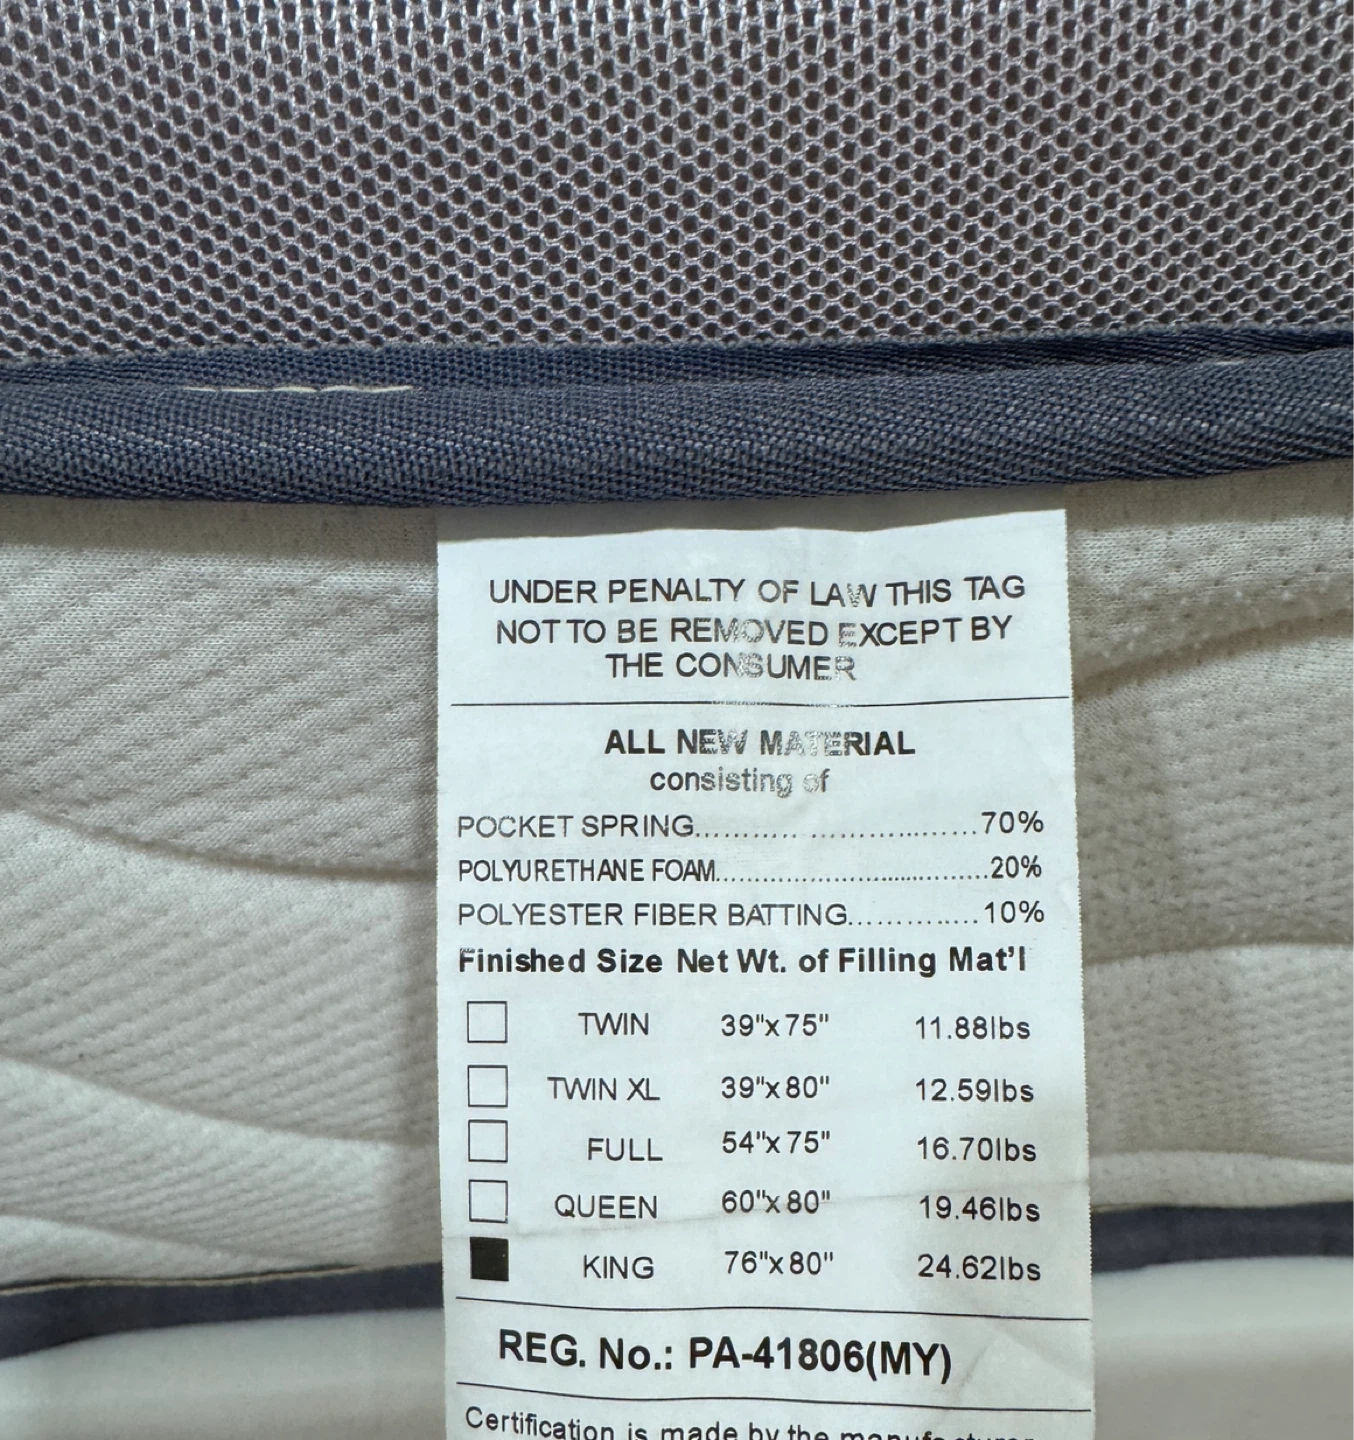 UNDER PENALTY OF LAW THIS TAG
NOT TO BE REMOVED EXCEPT BY
THE CONSUMER
ALL NEW MATERIAL
consisting of
POCKET SPRING................................70%
POLYURETHANE FOAM................................20%
POLYESTER FIBER BATTING.............10%
Finished Size Net Wt. of Filling Mat'l
TWIN 39"x75" 11.88lbs
TWIN XL 39"x80" 12.59lbs
FULL 54"x75" 16.70lbs
QUEEN 60"x80" 19.46lbs
KING 76"x80" 24.62lbs
REG. No.: PA-41806(MY)
Certification is made by the manufacturer